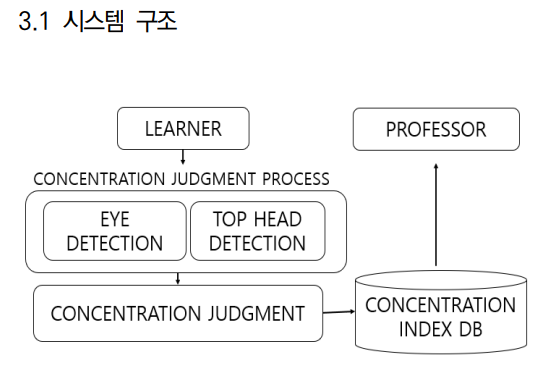 3.1 시스템 구조
LEARNER
PROFESSOR
CONCENTRATION JUDGMENT PROCESS
EYE
DETECTION
TOP HEAD
DETECTION
CONCENTRATION JUDGMENT
CONCENTRATION
INDEX DB